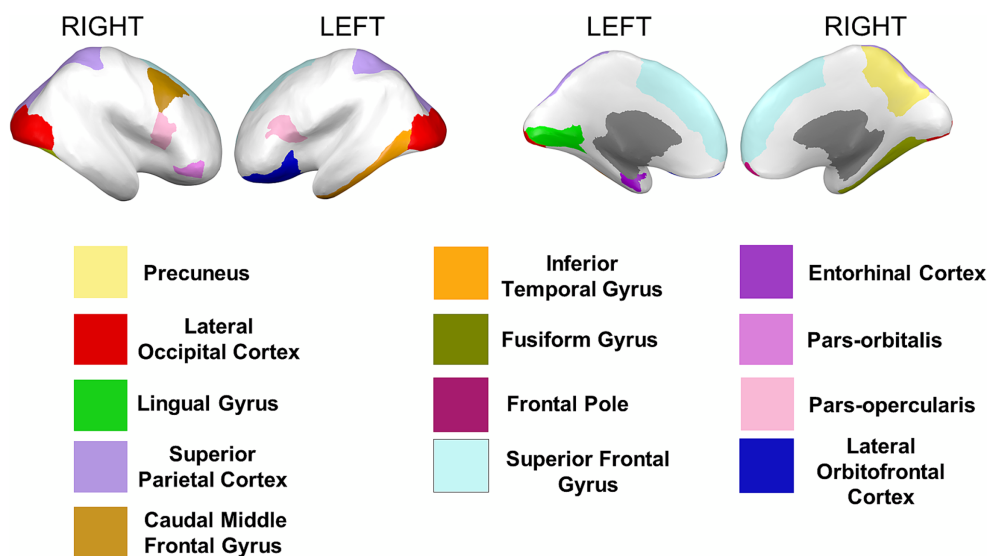 RIGHT
LEFT
LEFT
RIGHT
Precuneus
Lateral
Occipital Cortex
Lingual Gyrus
Superior
Parietal Cortex
Caudal Middle
Frontal Gyrus
Inferior
Temporal Gyrus
Fusiform Gyrus
Frontal Pole
Superior Frontal
Gyrus
Entorhinal Cortex
Pars-orbitalis
Pars-opercularis
Lateral
Orbitofrontal
Cortex